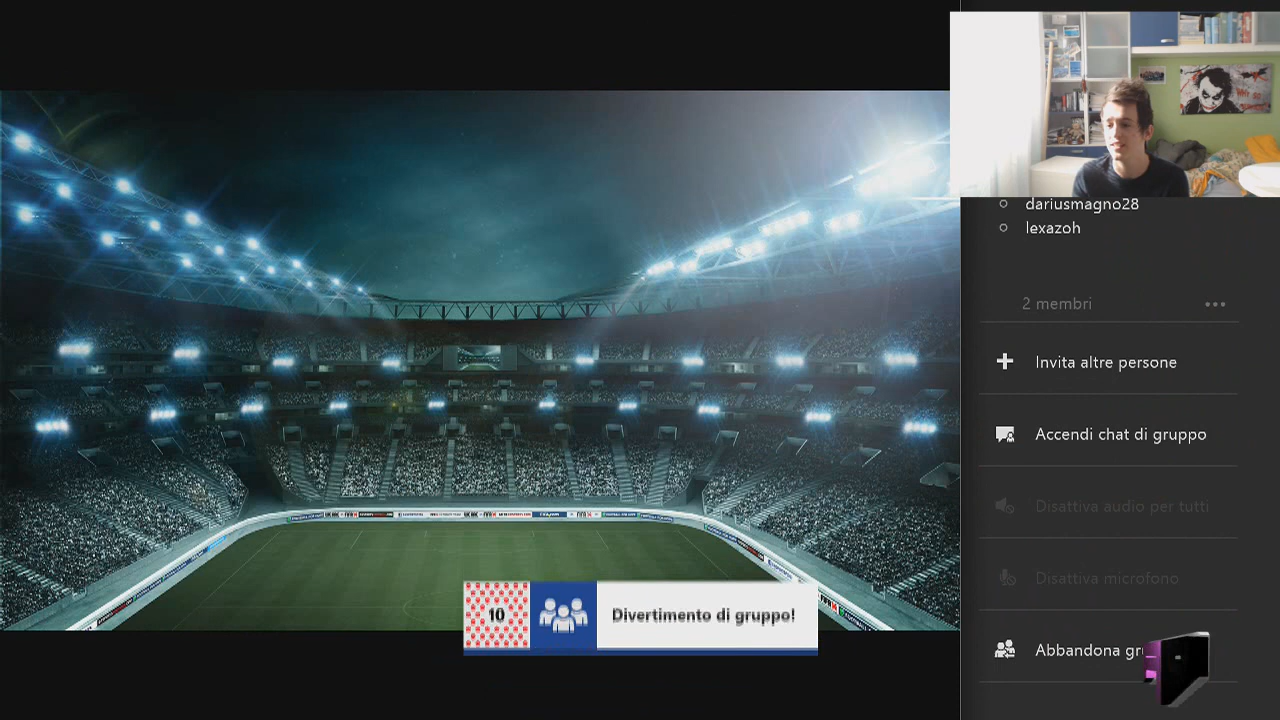 dariusmagno28
lexazoh
2 membri
Invita altre persone
Accendi chat di gruppo
Disattiva audio per tutti
Disattiva microfono
Abbandona gr
10
Divertimento di gruppo!